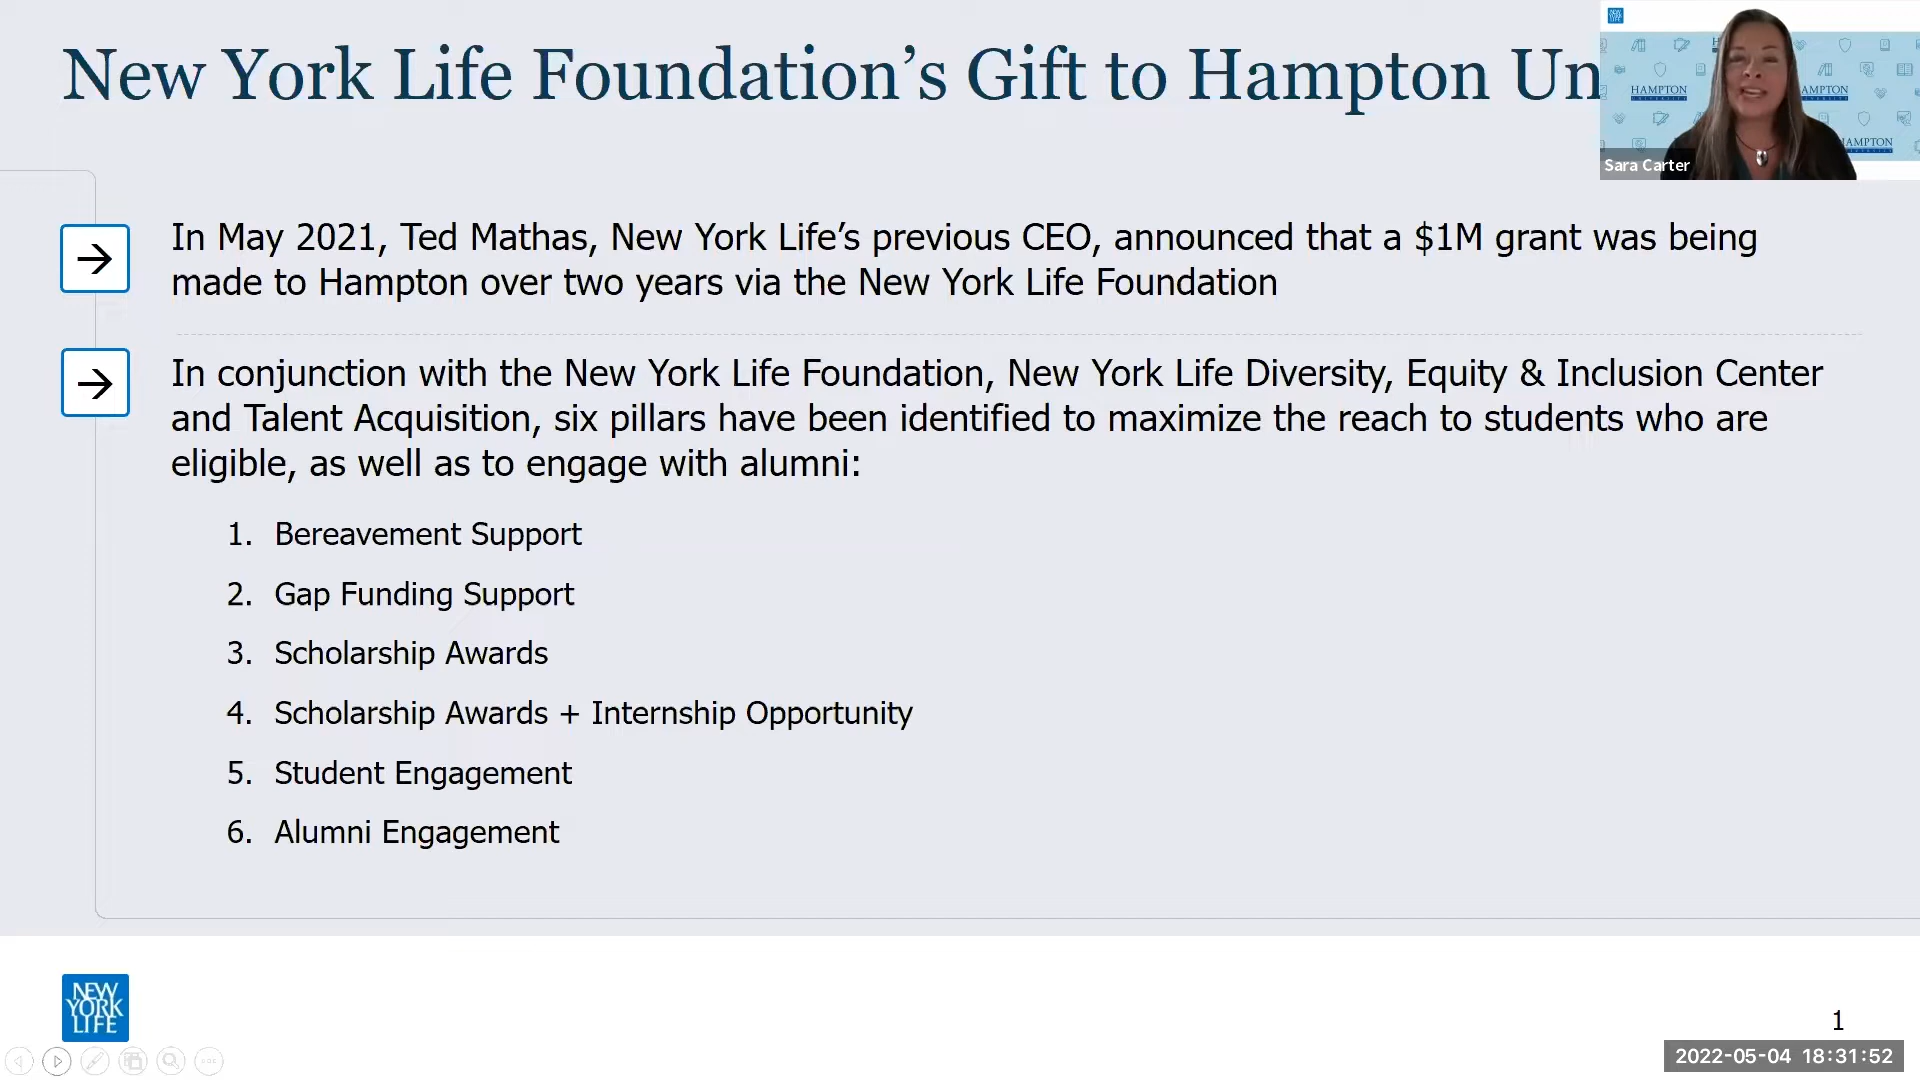 New York Life Foundation’s Gift to Hampton Un
NEW
YORK
LIFE
HAMPTON
UNIVERSITY
AMPTON
HAMPTON
Sara Carter
In May 2021, Ted Mathas, New York Life’s previous CEO, announced that a $1M grant was being
made to Hampton over two years via the New York Life Foundation
In conjunction with the New York Life Foundation, New York Life Diversity, Equity & Inclusion Center
and Talent Acquisition, six pillars have been identified to maximize the reach to students who are
eligible, as well as to engage with alumni:
1. Bereavement Support
2. Gap Funding Support
3. Scholarship Awards
4. Scholarship Awards + Internship Opportunity
5. Student Engagement
6. Alumni Engagement
NEW
YORK
LIFE
1
2022-05-04 18:31:52